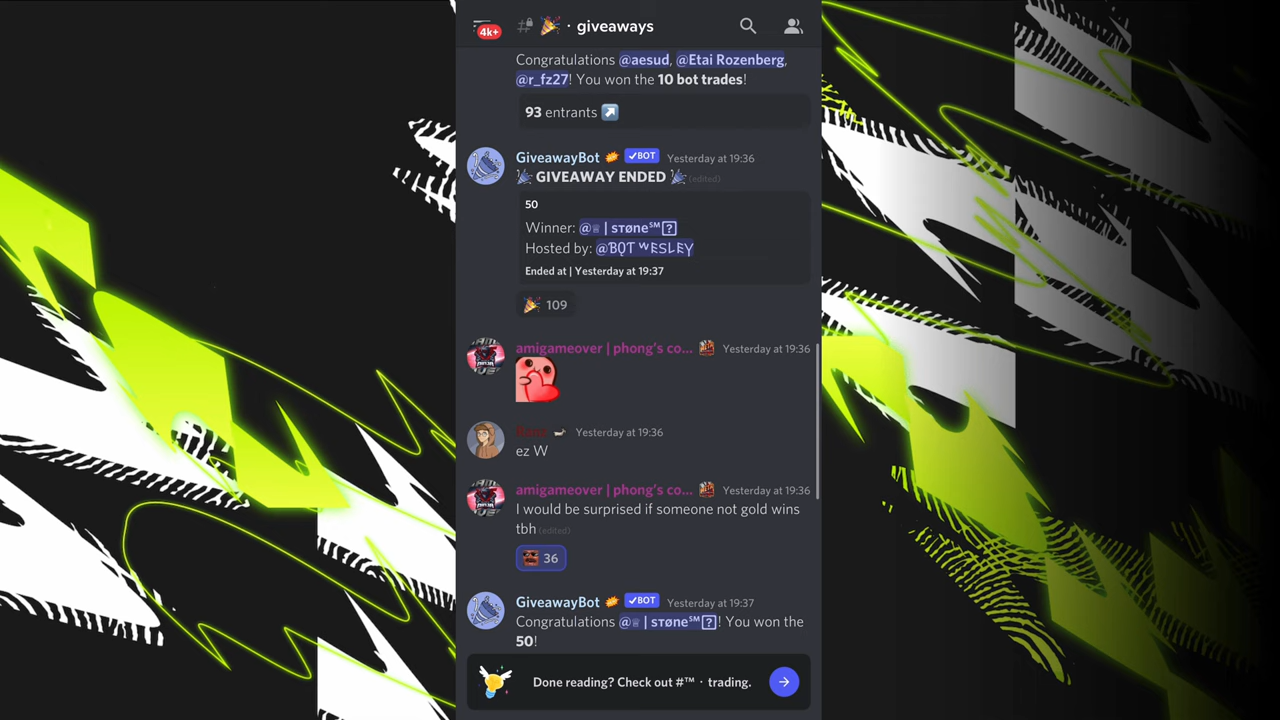 4k+
· giveaways
Congratulations @aesud, @Etai Rozenberg,
@r_fz27! You won the 10 bot trades!
93 entrants
GiveawayBot ✓BOT Yesterday at 19:36
GIVEAWAY ENDED (edited)
50
Winner: @♕ | sтøne℠
Hosted by: @BOT ᵂESLEY
Ended at | Yesterday at 19:37
109
amigameover | phong's co... Yesterday at 19:36
Yesterday at 19:36
ez W
amigameover | phong's co... Yesterday at 19:36
I would be surprised if someone not gold wins
tbh (edited)
36
GiveawayBot ✓BOT Yesterday at 19:37
Congratulations @♕ | sтøne℠! You won the
50!
Done reading? Check out #™ · trading.